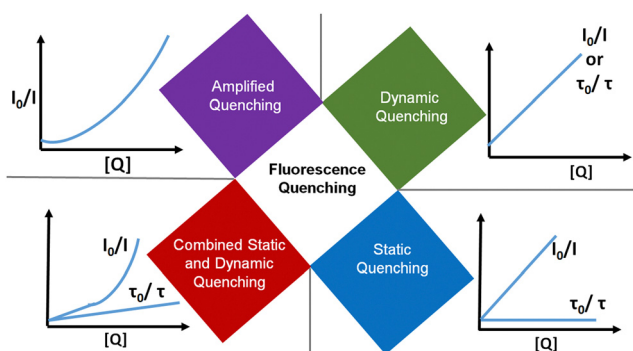 I₀/I
[Q]
Amplified
Quenching
Dynamic
Quenching
I₀/I
or
τ₀/ τ
[Q]
Fluorescence
Quenching
I₀/I
τ₀/ τ
[Q]
Combined Static
and Dynamic
Quenching
Static
Quenching
I₀/I
τ₀/ τ
[Q]